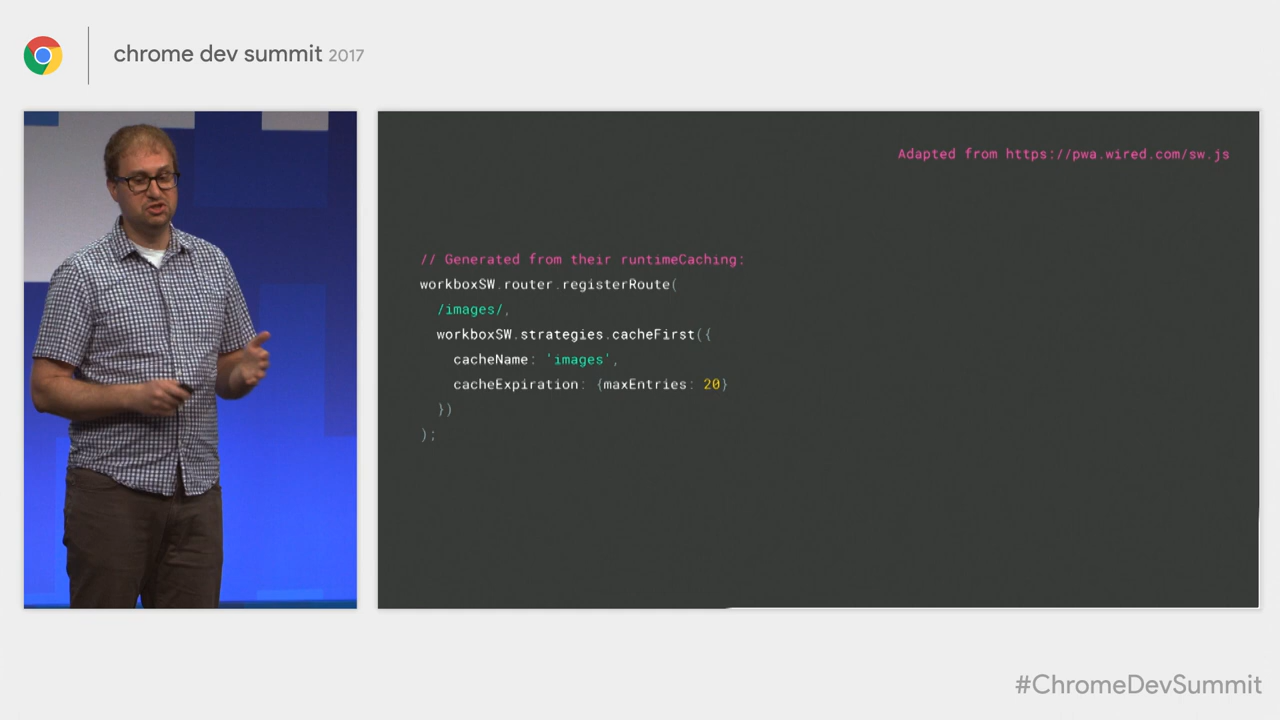 chrome dev summit 2017
Adapted from https://pwa.wired.com/sw.js
// Generated from their runtimeCaching:
workboxSW.router.registerRoute(
/images/,
workboxSW.strategies.cacheFirst({
cacheName: 'images',
cacheExpiration: {maxEntries: 20}
})
);
#ChromeDevSummit